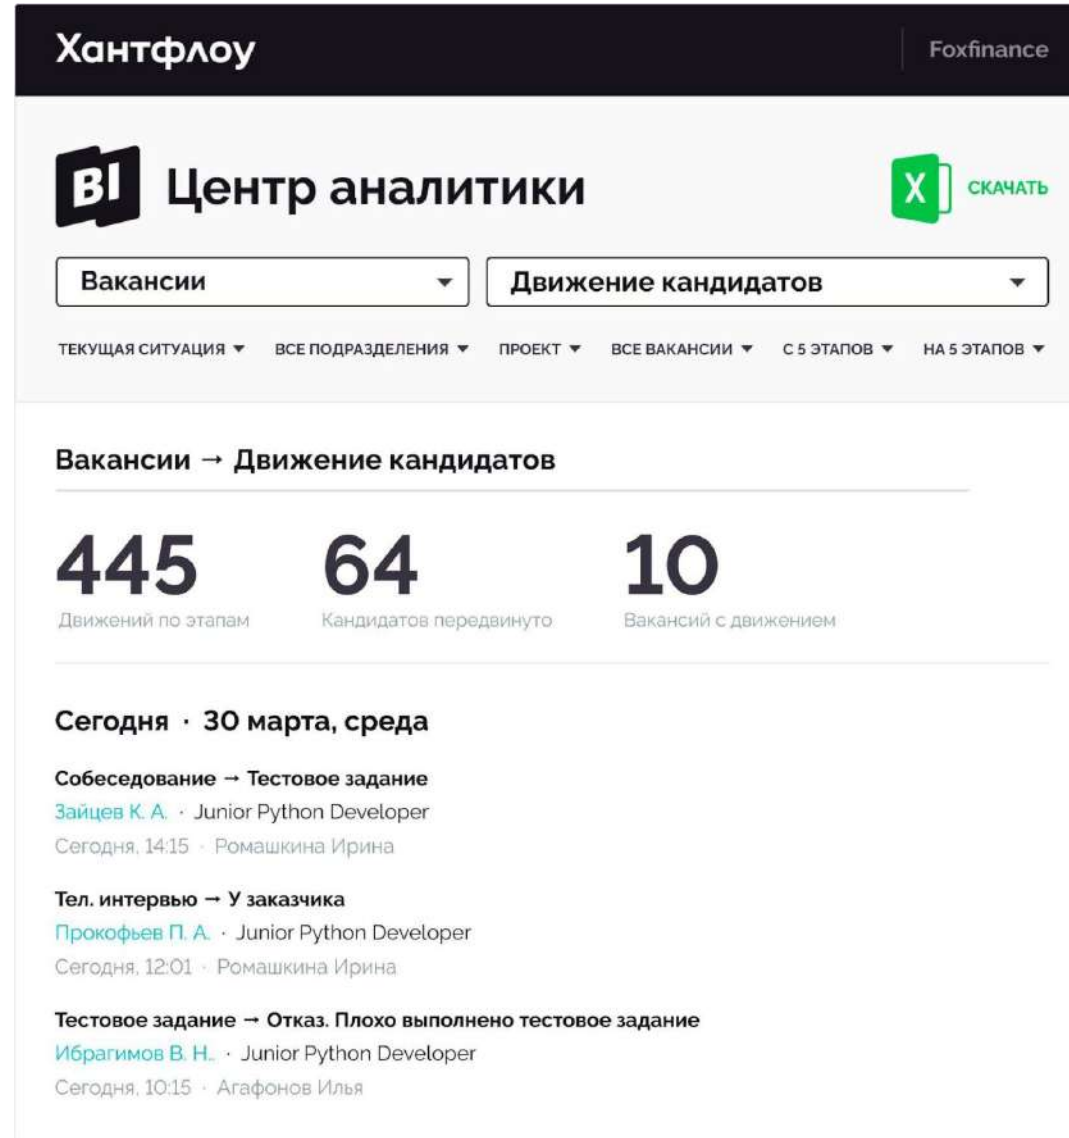 Хантфлоу
Foxfinance
BI
Центр аналитики
X
СКАЧАТЬ
Вакансии
Движение кандидатов
ТЕКУЩАЯ СИТУАЦИЯ ▼ ВСЕ ПОДРАЗДЕЛЕНИЯ ▼ ПРОЕКТ ▼ ВСЕ ВАКАНСИИ ▼ С 5 ЭТАПОВ ▼ НА 5 ЭТАПОВ ▼
Вакансии → Движение кандидатов
445 64 10
Движений по этапам Кандидатов передвинуто Вакансий с движением
Сегодня · 30 марта, среда
Собеседование → Тестовое задание
Зайцев К. А. · Junior Python Developer
Сегодня, 14:15 · Ромашкина Ирина
Тел. интервью → У заказчика
Прокофьев П. А. · Junior Python Developer
Сегодня, 12:01 · Ромашкина Ирина
Тестовое задание → Отказ. Плохо выполнено тестовое задание
Ибрагимов В. Н.. · Junior Python Developer
Сегодня, 10:15 · Агафонов Илья